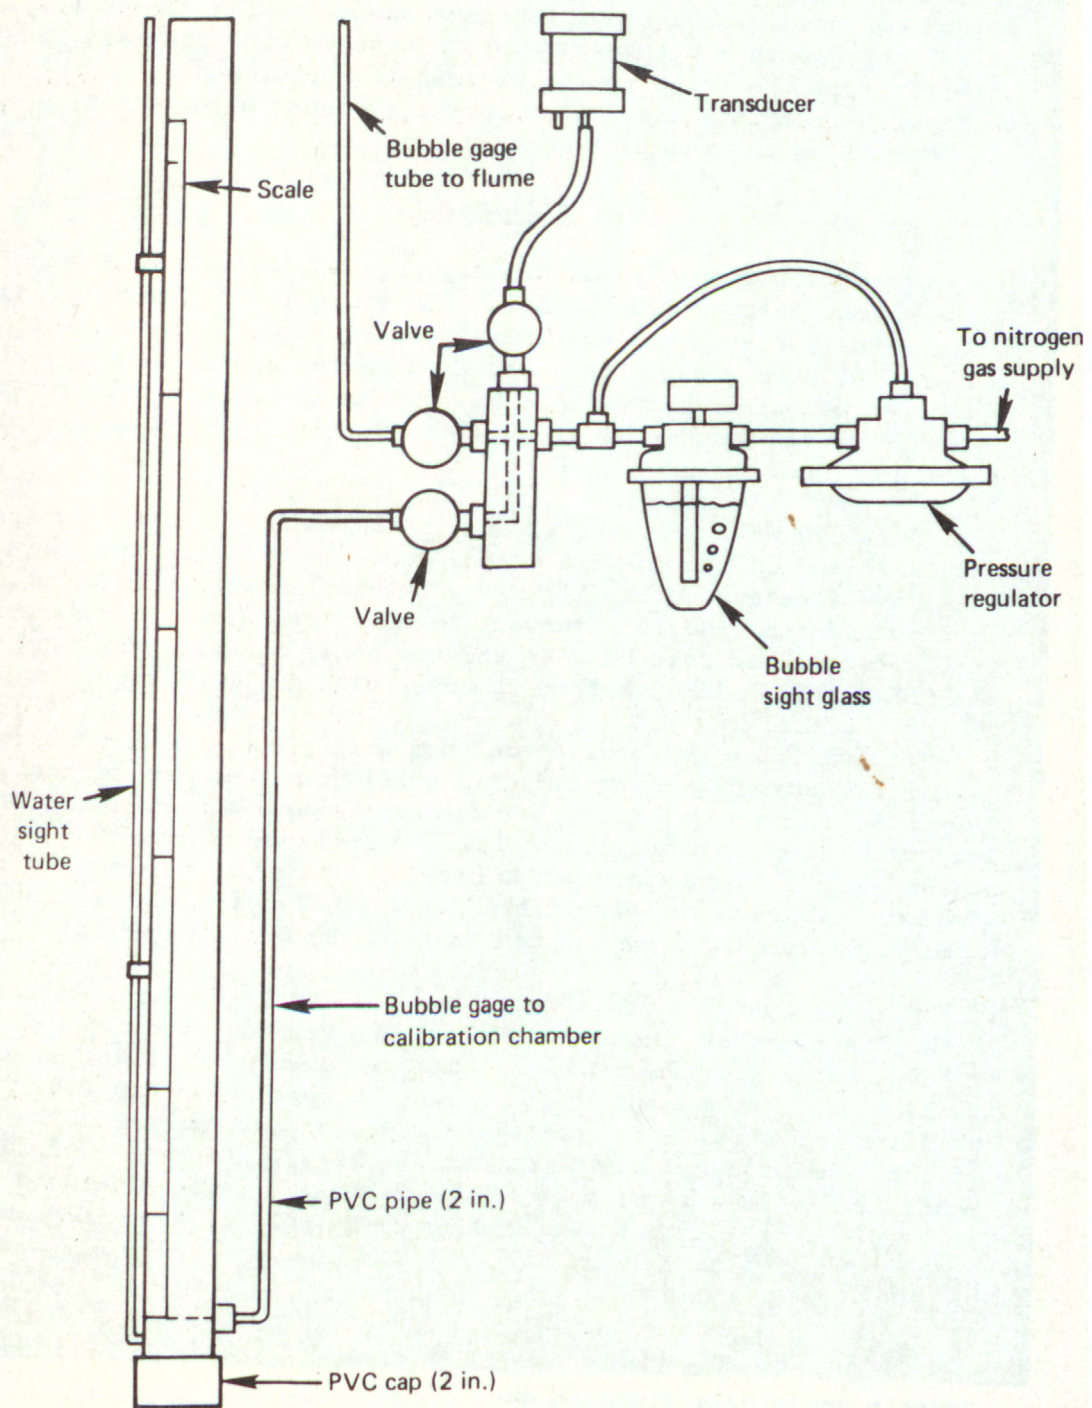 Transducer
Bubble gage
tube to flume
Scale
Valve
To nitrogen
gas supply
Pressure
regulator
Valve
Bubble
sight glass
Water
sight
tube
Bubble gage to
calibration chamber
PVC pipe (2 in.)
PVC cap (2 in.)